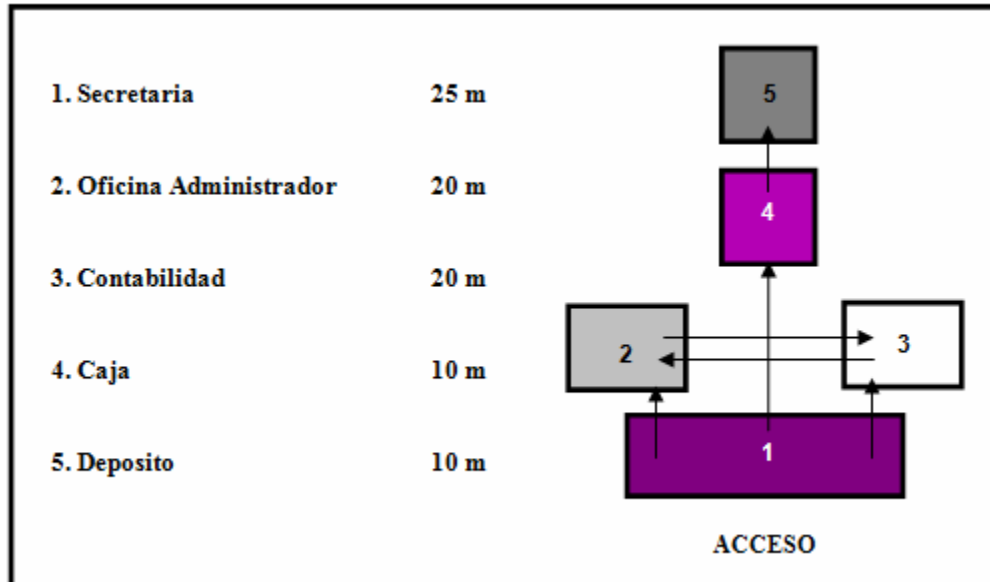 1. Secretaria 25 m
2. Oficina Administrador 20 m
3. Contabilidad 20 m
4. Caja 10 m
5. Deposito 10 m
5
4
2
3
1
ACCESO